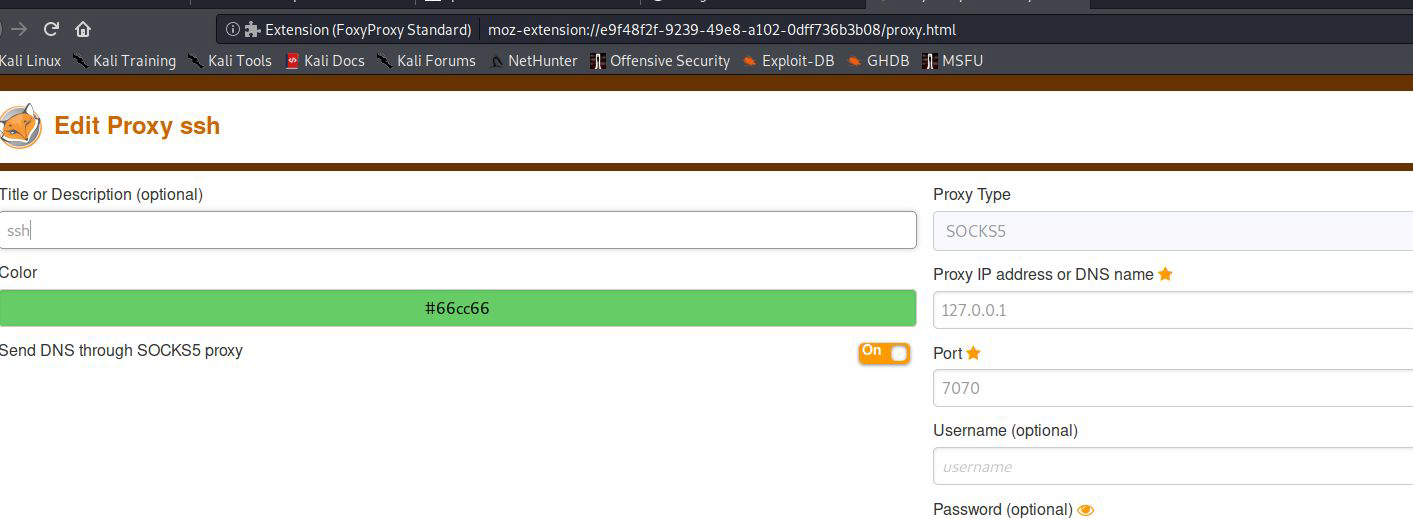 Extension (FoxyProxy Standard) moz-extension://e9f48f2f-9239-49e8-a102-0dff736b3b08/proxy.html
Kali Linux Kali Training Kali Tools Kali Docs Kali Forums NetHunter Offensive Security Exploit-DB GHDB MSFU
Edit Proxy ssh
Title or Description (optional)
ssh
Color
#66cc66
Send DNS through SOCKS5 proxy On
Proxy Type
SOCKS5
Proxy IP address or DNS name
127.0.0.1
Port
7070
Username (optional)
username
Password (optional)